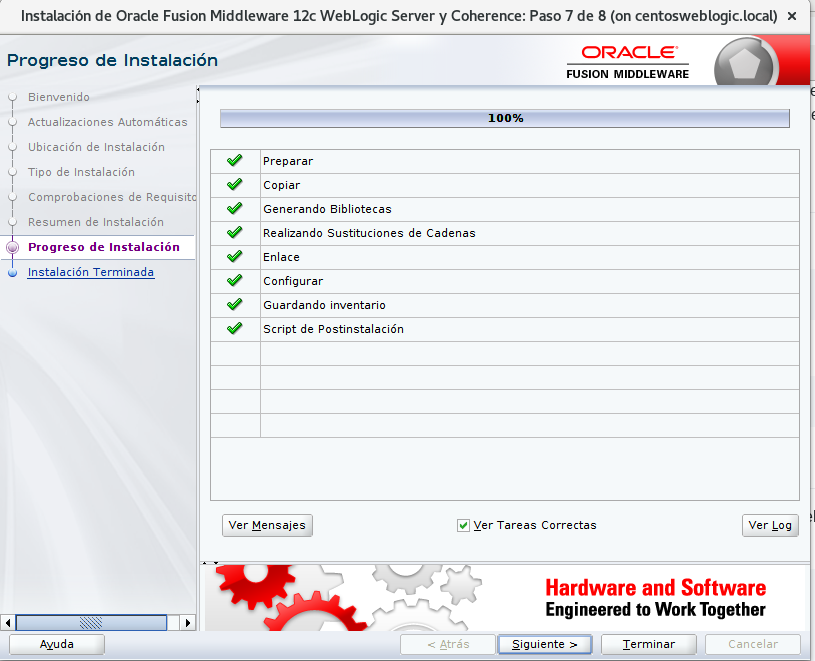 Instalación de Oracle Fusion Middleware 12c WebLogic Server y Coherence: Paso 7 de 8 (on centosweblogic.local)
Progreso de Instalación
ORACLE
FUSION MIDDLEWARE
Bienvenido
Actualizaciones Automáticas
Ubicación de Instalación
Tipo de Instalación
Comprobaciones de Requisito
Resumen de Instalación
Progreso de Instalación
Instalación Terminada
100%
Preparar
Copiar
Generando Bibliotecas
Realizando Sustituciones de Cadenas
Enlace
Configurar
Guardando inventario
Script de Postinstalación
Ver Mensajes
Ver Tareas Correctas
Ver Log
Hardware and Software
Engineered to Work Together
Ayuda
< Atrás
Siguiente >
Terminar
Cancelar